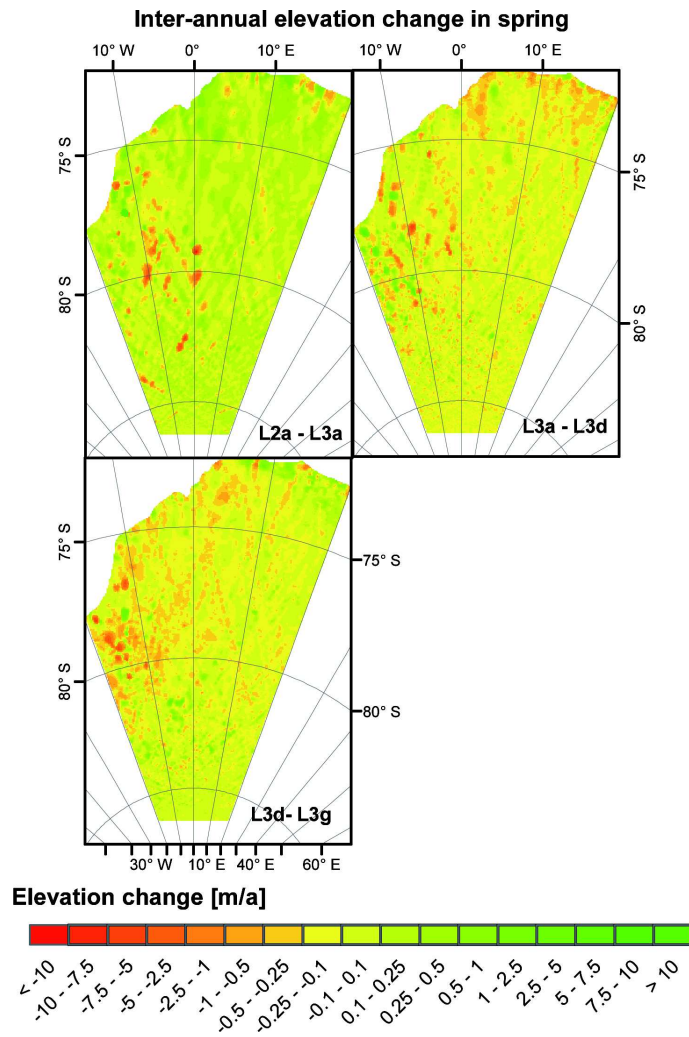 Inter-annual elevation change in spring
10° W 0° 10° E 10° W 0° 10° E
75° S
80° S
L2a - L3a
75° S
80° S
L3a - L3d
75° S
80° S
75° S
80° S
L3d- L3g
30° W 10° E 40° E 60° E
Elevation change [m/a]
< -10
-10 - -7.5
-7.5 - -5
-5 - -2.5
-2.5 - -1
-1 - -0.5
-0.5 - -0.25
-0.25 - -0.1
-0.1 - 0.1
0.1 - 0.25
0.25 - 0.5
0.5 - 1
1 - 2.5
2.5 - 5
5 - 7.5
7.5 - 10
> 10